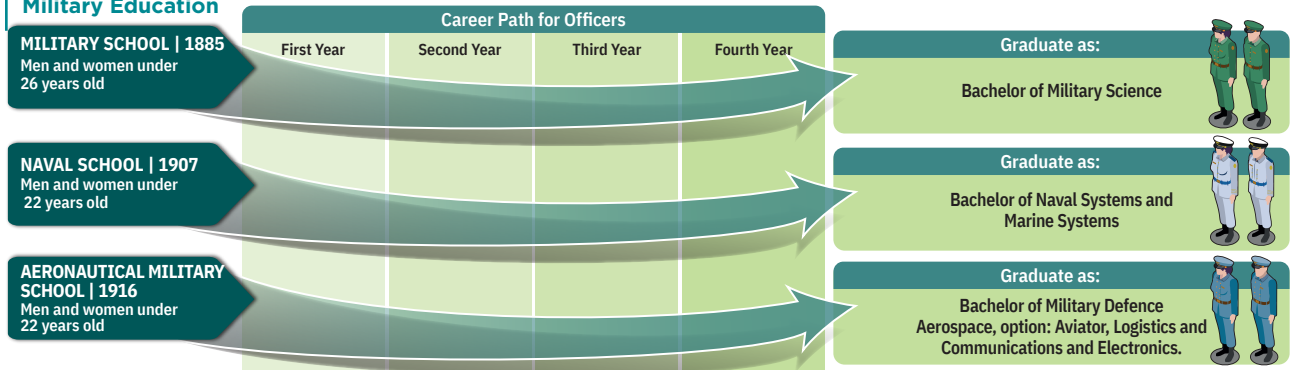 Military Education
Career Path for Officers
First Year
Second Year
Third Year
Fourth Year
MILITARY SCHOOL | 1885
Men and women under
26 years old
Graduate as:
Bachelor of Military Science
NAVAL SCHOOL | 1907
Men and women under
22 years old
Graduate as:
Bachelor of Naval Systems and
Marine Systems
AERONAUTICAL MILITARY
SCHOOL | 1916
Men and women under
22 years old
Graduate as:
Bachelor of Military Defence
Aerospace, option: Aviator, Logistics and
Communications and Electronics.